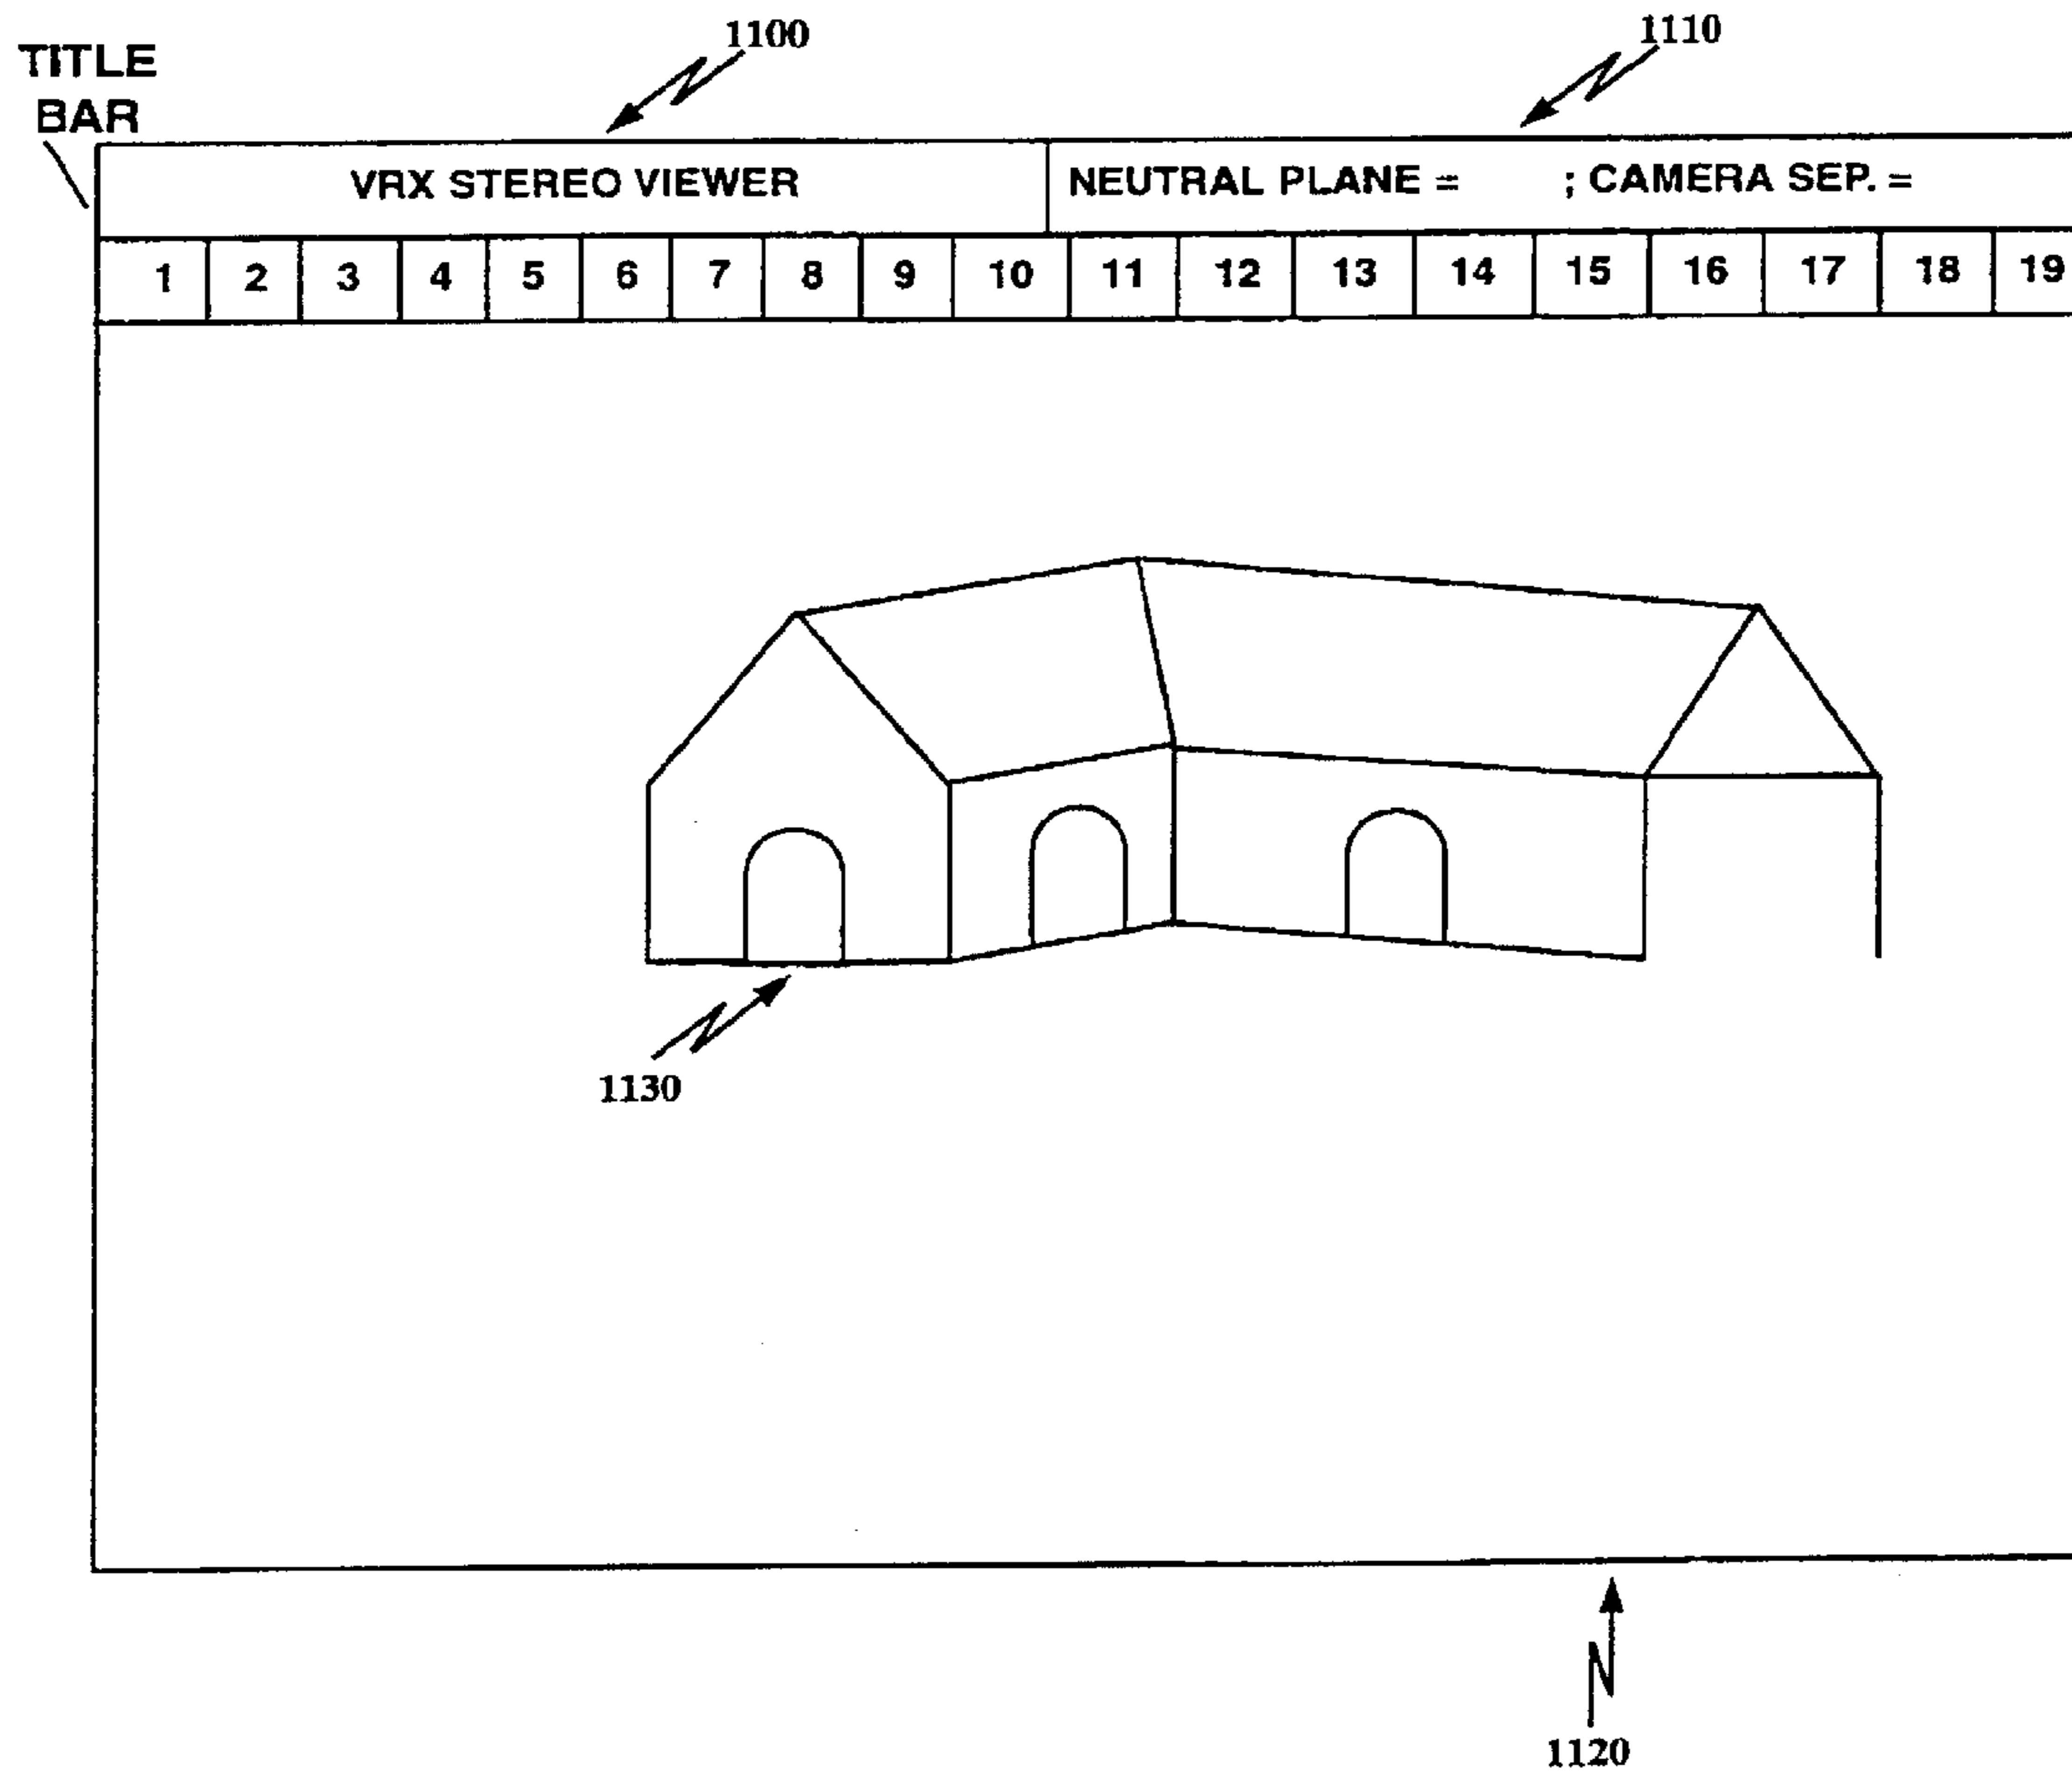 1100
1110
TITLE
BAR
VRX STEREO VIEWER
NEUTRAL PLANE = ; CAMERA SEP. =
1 2 3 4 5 6 7 8 9 10 11 12 13 14 15 16 17 18 19
1130
1120